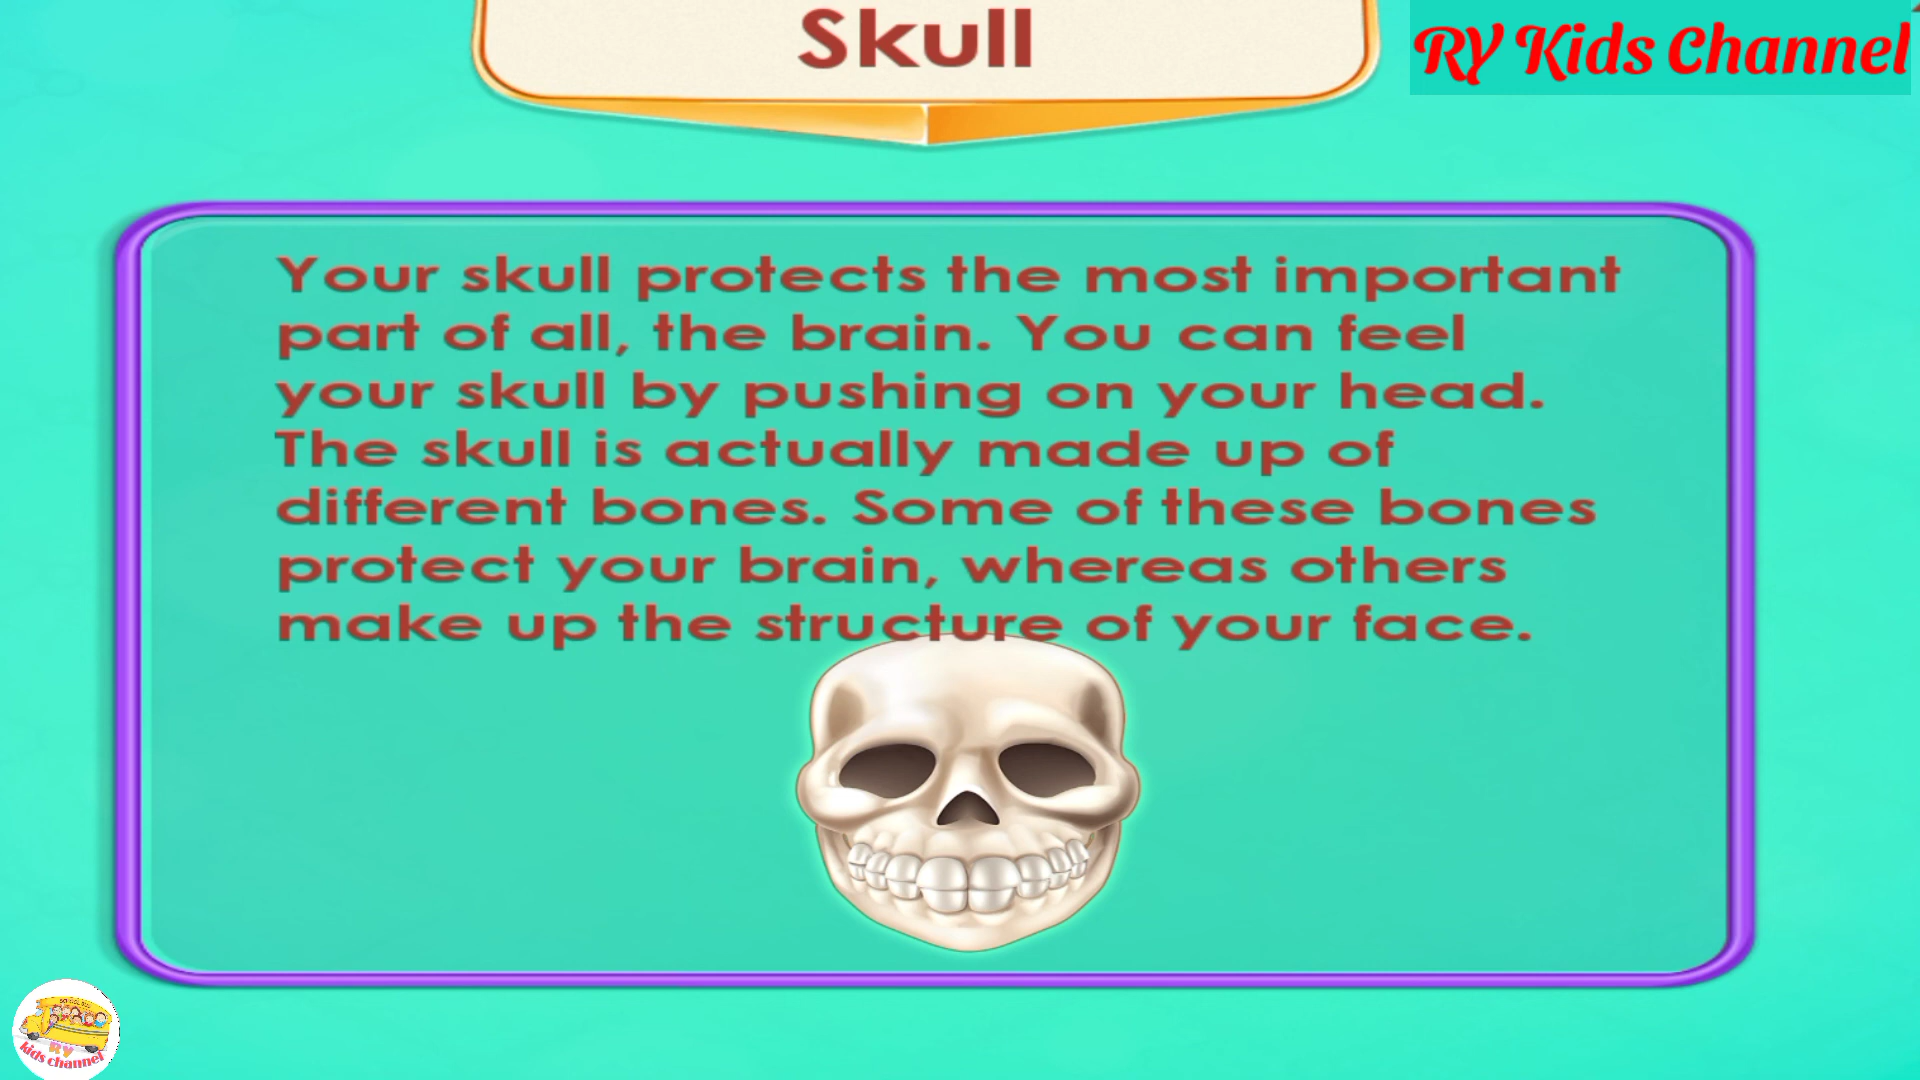 Skull
RY Kids Channel
Your skull protects the most important
part of all, the brain. You can feel
your skull by pushing on your head.
The skull is actually made up of
different bones. Some of these bones
protect your brain, whereas others
make up the structure of your face.
RY
kids channel